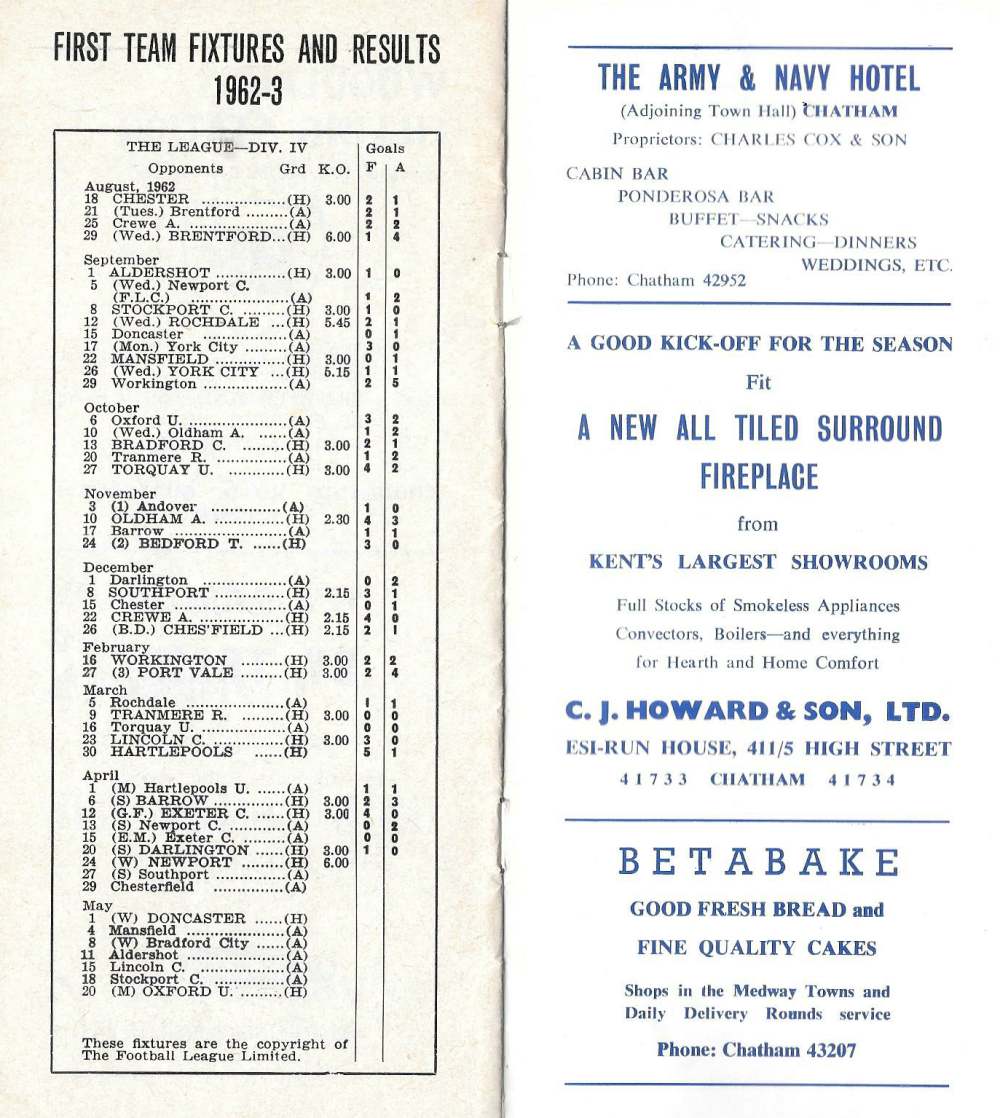 FIRST TEAM FIXTURES AND RESULTS
1962-3
THE LEAGUE—DIV. IV Goals
Opponents Grd K.O. F A
August, 1962
18 CHESTER .................(H) 3.00 2 1
21 (Tues.) Brentford .........(A) 2 1
25 Crewe A. ....................(A) 2 2
29 (Wed.) BRENTFORD...(H) 6.00 1 4
September
1 ALDERSHOT ..............(H) 3.00 1 0
5 (Wed.) Newport C.
(F.L.C.) ....................(A) 1 2
8 STOCKPORT C. .........(H) 3.00 1 0
12 (Wed.) ROCHDALE ...(H) 5.45 2 1
15 Doncaster .................(A) 0 1
17 (Mon.) York City .........(A) 3 0
22 MANSFIELD ..............(H) 3.00 0 1
26 (Wed.) YORK CITY ...(H) 5.15 1 1
29 Workington .................(A) 2 5
October
6 Oxford U. ....................(A) 3 2
10 (Wed.) Oldham A. ......(A) 1 2
13 BRADFORD C. .........(H) 3.00 2 1
20 Tranmere R. ..............(A) 1 2
27 TORQUAY U. ............(H) 3.00 4 2
November
3 (1) Andover ..............(A) 1 0
10 OLDHAM A. ..............(H) 2.30 4 3
17 Barrow .......................(A) 1 1
24 (2) BEDFORD T. ......(H) 3 0
December
1 Darlington .................(A) 0 2
8 SOUTHPORT ..............(H) 2.15 3 1
15 Chester .......................(A) 0 1
22 CREWE A. .................(H) 2.15 4 0
26 (B.D.) CHES'FIELD ...(H) 2.15 2 1
February
16 WORKINGTON .........(H) 3.00 2 2
27 (3) PORT VALE .........(H) 3.00 2 4
March
5 Rochdale ....................(A) 1 1
9 TRANMERE R. .........(H) 3.00 0 0
16 Torquay U. .................(A) 0 0
23 LINCOLN C. ..............(H) 3.00 3 0
30 HARTLEPOOLS ......(H) 5 1
April
1 (M) Hartlepools U. ......(A) 1 1
6 (S) BARROW ..............(H) 3.00 2 3
12 (G.F.) EXETER C. ......(H) 3.00 4 0
13 (S) Newport C. ............(A) 0 2
15 (E.M.) Exeter C. .........(A) 0 0
20 (S) DARLINGTON ......(H) 3.00 1 0
24 (W) NEWPORT .........(H) 6.00
27 (S) Southport ..............(A)
29 Chesterfield ..............(A)
May
1 (W) DONCASTER ......(H)
4 Mansfield ....................(A)
8 (W) Bradford City ......(A)
11 Aldershot ....................(A)
15 Lincoln C. .................(A)
18 Stockport C. ..............(A)
20 (M) OXFORD U. .........(H)
These fixtures are the copyright of
The Football League Limited.
THE ARMY & NAVY HOTEL
(Adjoining Town Hall) CHATHAM
Proprietors: CHARLES COX & SON
CABIN BAR
PONDEROSA BAR
BUFFET—SNACKS
CATERING—DINNERS
WEDDINGS, ETC.
Phone: Chatham 42952
A GOOD KICK-OFF FOR THE SEASON
Fit
A NEW ALL TILED SURROUND
FIREPLACE
from
KENT'S LARGEST SHOWROOMS
Full Stocks of Smokeless Appliances
Convectors, Boilers—and everything
for Hearth and Home Comfort
C. J. HOWARD & SON, LTD.
ESI-RUN HOUSE, 411/5 HIGH STREET
41733 CHATHAM 41734
BETABAKE
GOOD FRESH BREAD and
FINE QUALITY CAKES
Shops in the Medway Towns and
Daily Delivery Rounds service
Phone: Chatham 43207